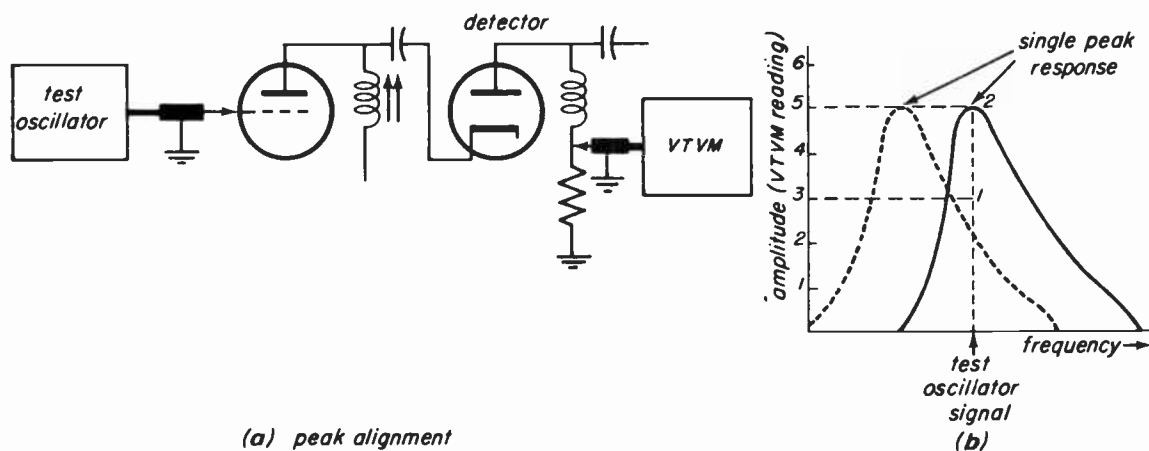 test
oscillator
detector
VTVM
(a) peak alignment
single peak
response
amplitude (VTVM reading)
6
5
4
3
2
1
2
1
frequency
test
oscillator
signal
(b)